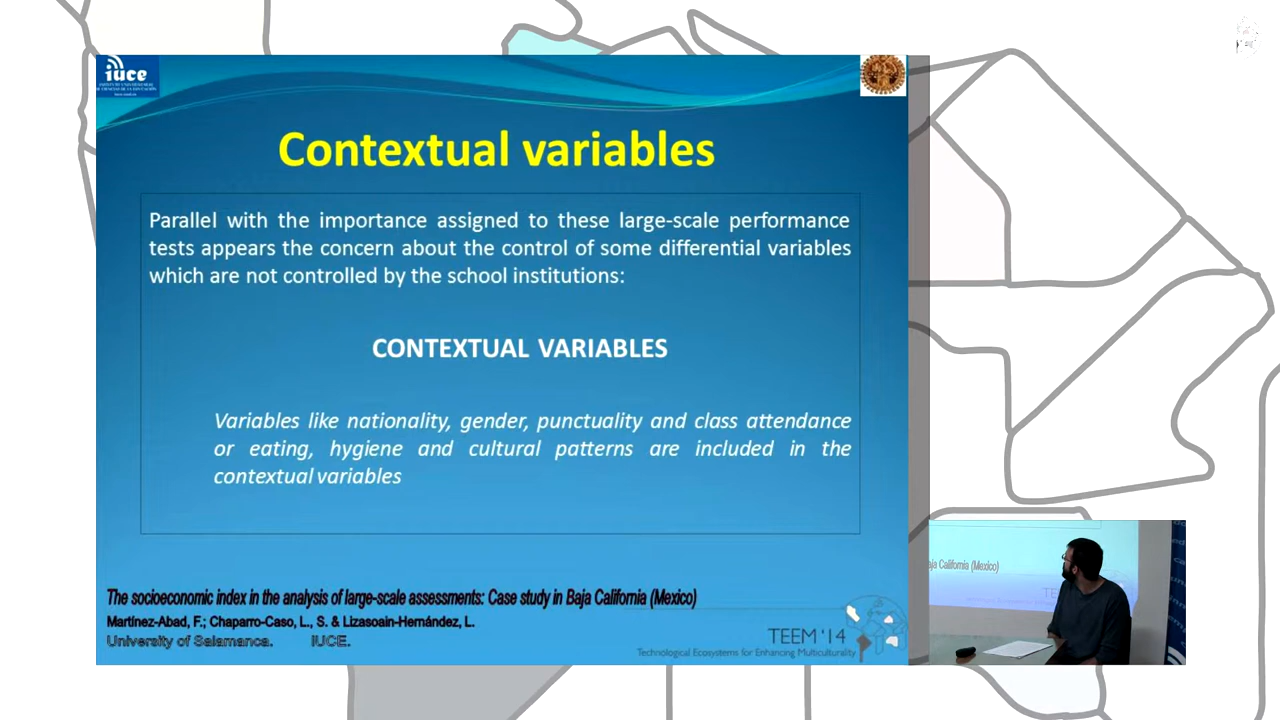 iuce
Contextual variables
Parallel with the importance assigned to these large-scale performance
tests appears the concern about the control of some differential variables
which are not controlled by the school institutions:
CONTEXTUAL VARIABLES
Variables like nationality, gender, punctuality and class attendance
or eating, hygiene and cultural patterns are included in the
contextual variables
The socioeconomic index in the analysis of large-scale assessments: Case study in Baja California (Mexico)
Martínez-Abad, F.; Chaparro-Caso, L., S. & Lizasoain-Hernández, L.
University of Salamanca. IUCE.
TEEM '14
Technological Ecosystems for Enhancing Multiculturality
aja California (Mexico)